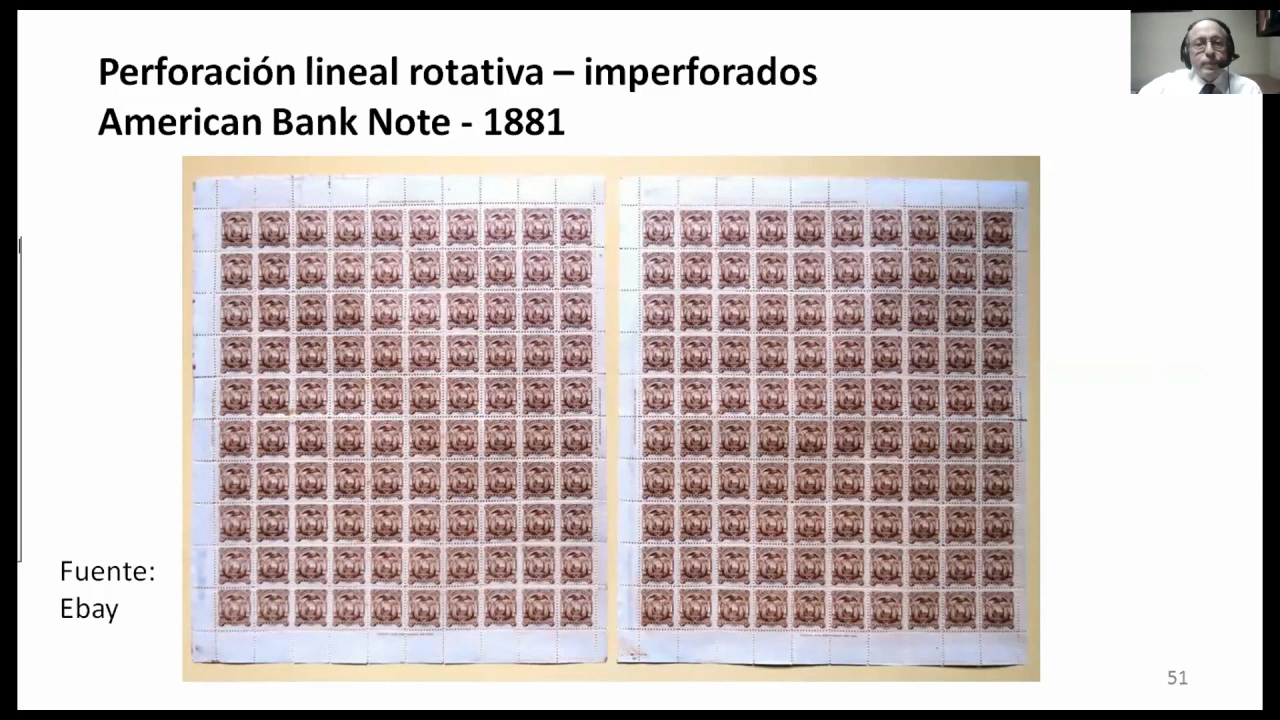 Perforación lineal rotativa – imperforados
American Bank Note - 1881
Fuente:
Ebay
51